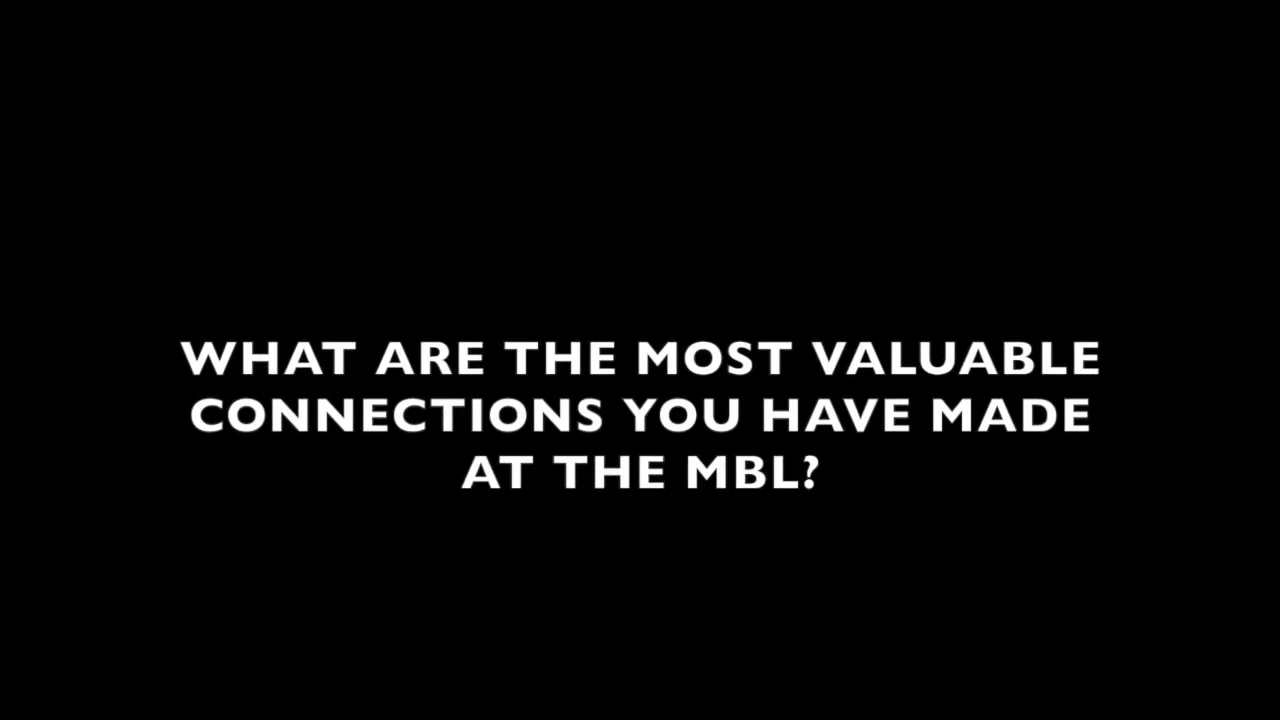 WHAT ARE THE MOST VALUABLE
CONNECTIONS YOU HAVE MADE
AT THE MBL?